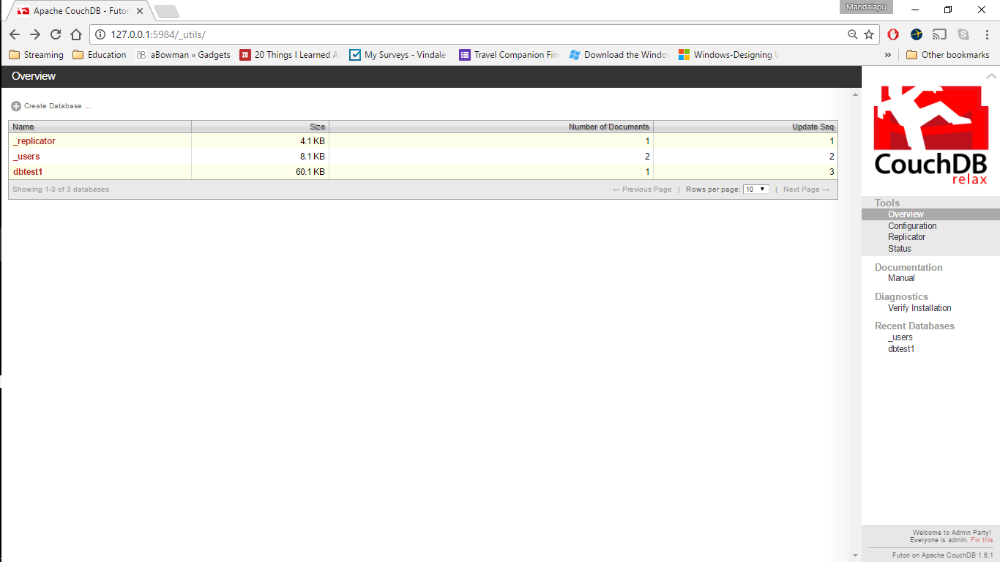 Apache CouchDB - Futon
Mandalapu
127.0.0.1:5984/_utils/
Streaming
Education
aB aBowman » Gadgets
20 20 Things I Learned A
My Surveys - Vindale
Travel Companion Fin
Download the Windo
Windows-Designing
» Other bookmarks
Overview
Create Database ...
Name Size Number of Documents Update Seq
_replicator 4.1 KB 1 1
_users 8.1 KB 2 2
dbtest1 60.1 KB 1 3
Showing 1-3 of 3 databases
← Previous Page | Rows per page: 10 | Next Page →
CouchDB
relax
Tools
Overview
Configuration
Replicator
Status
Documentation
Manual
Diagnostics
Verify Installation
Recent Databases
_users
dbtest1
Welcome to Admin Party!
Everyone is admin. Fix this
Futon on Apache CouchDB 1.6.1